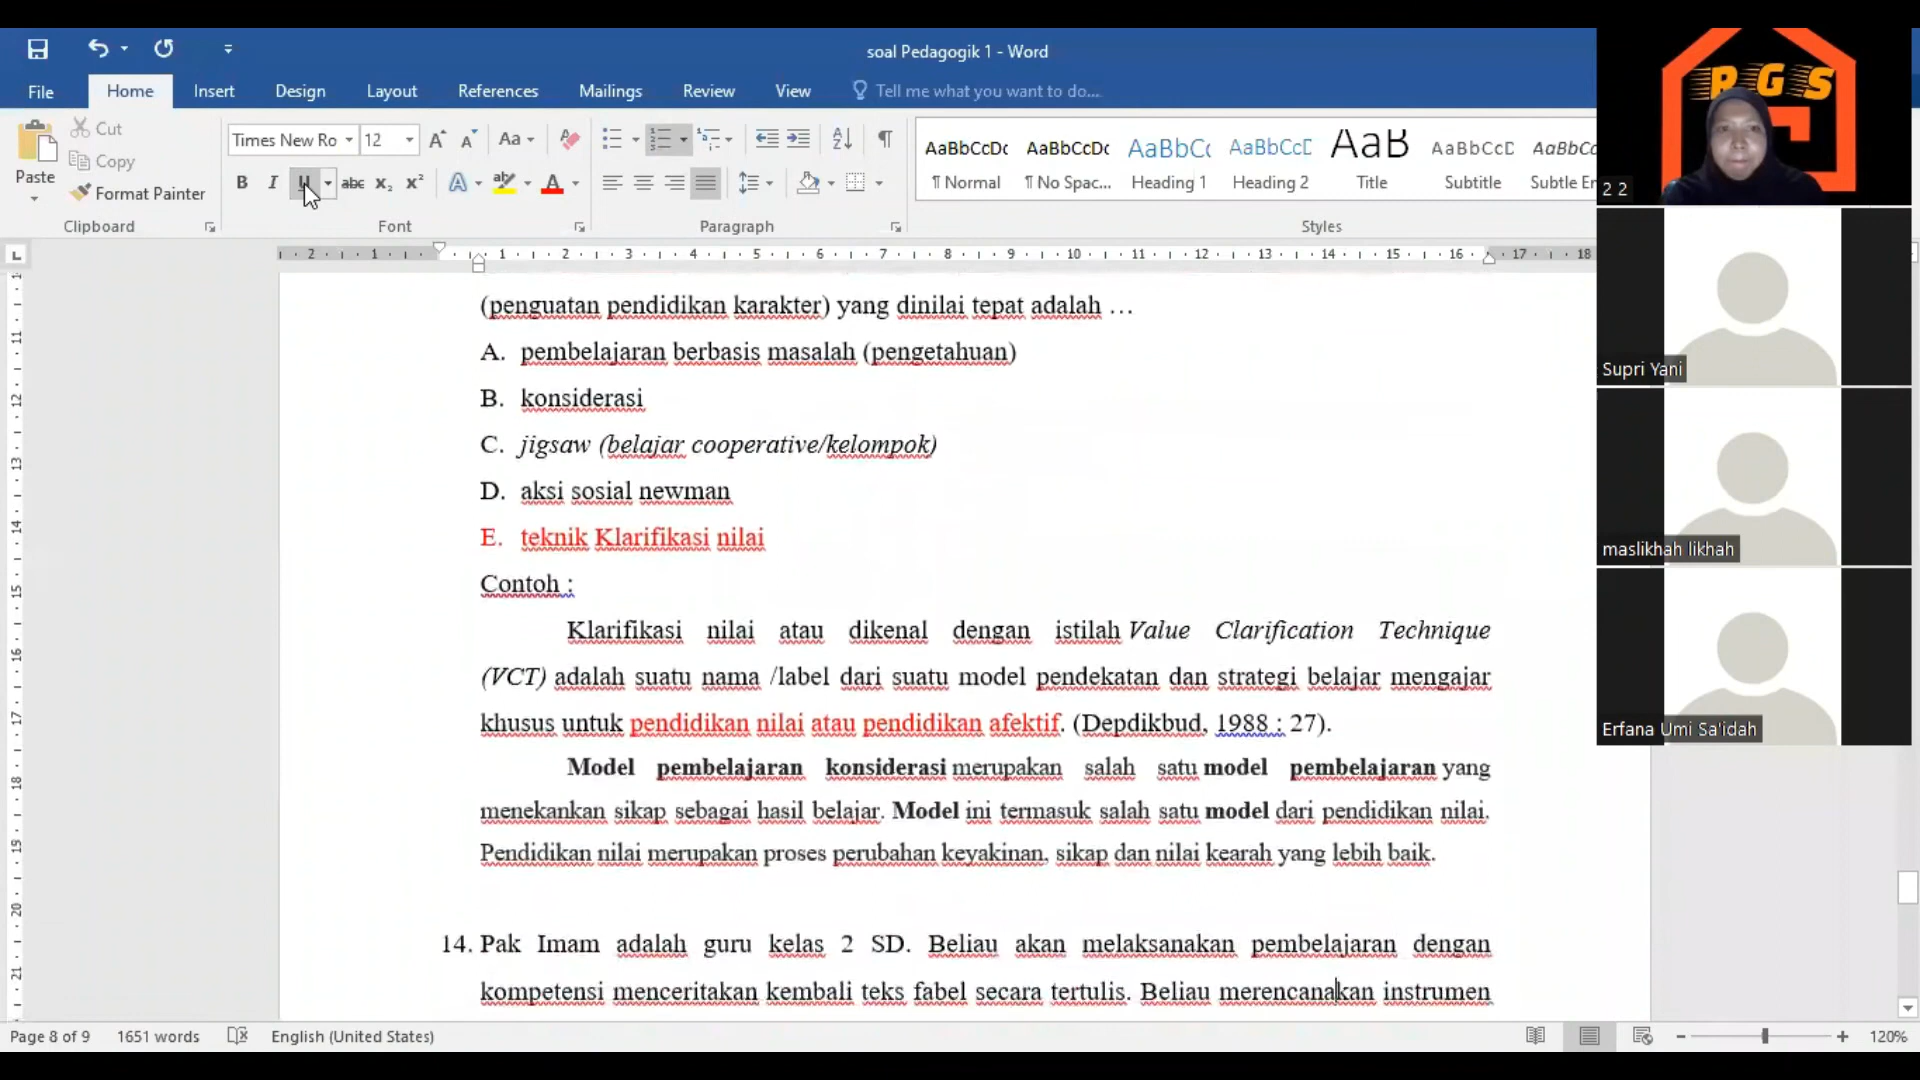 soal Pedagogik 1 - Word
File Home Insert Design Layout References Mailings Review View Tell me what you want to do...
Paste
Cut
Copy
Format Painter
Clipboard
Times New Ro 12
Font
Paragraph
AaBbCcDc AaBbCcDc AaBbCc AaBbCcD AaB AaBbCcD AaBbCc
¶ Normal ¶ No Spac... Heading 1 Heading 2 Title Subtitle Subtle En
Styles
(penguatan pendidikan karakter) yang dinilai tepat adalah …
A. pembelajaran berbasis masalah (pengetahuan)
B. konsiderasi
C. jigsaw (belajar cooperative/kelompok)
D. aksi sosial newman
E. teknik Klarifikasi nilai
Contoh :
Klarifikasi nilai atau dikenal dengan istilah Value Clarification Technique
(VCT) adalah suatu nama /label dari suatu model pendekatan dan strategi belajar mengajar
khusus untuk pendidikan nilai atau pendidikan afektif. (Depdikbud, 1988 : 27).
Model pembelajaran konsiderasi merupakan salah satu model pembelajaran yang
menekankan sikap sebagai hasil belajar. Model ini termasuk salah satu model dari pendidikan nilai.
Pendidikan nilai merupakan proses perubahan keyakinan, sikap dan nilai kearah yang lebih baik.
14. Pak Imam adalah guru kelas 2 SD. Beliau akan melaksanakan pembelajaran dengan
kompetensi menceritakan kembali teks fabel secara tertulis. Beliau merencanakan instrumen
Page 8 of 9 1651 words English (United States) 120%
RGS
2 2
Supri Yani
maslikhah likhah
Erfana Umi Sa'idah